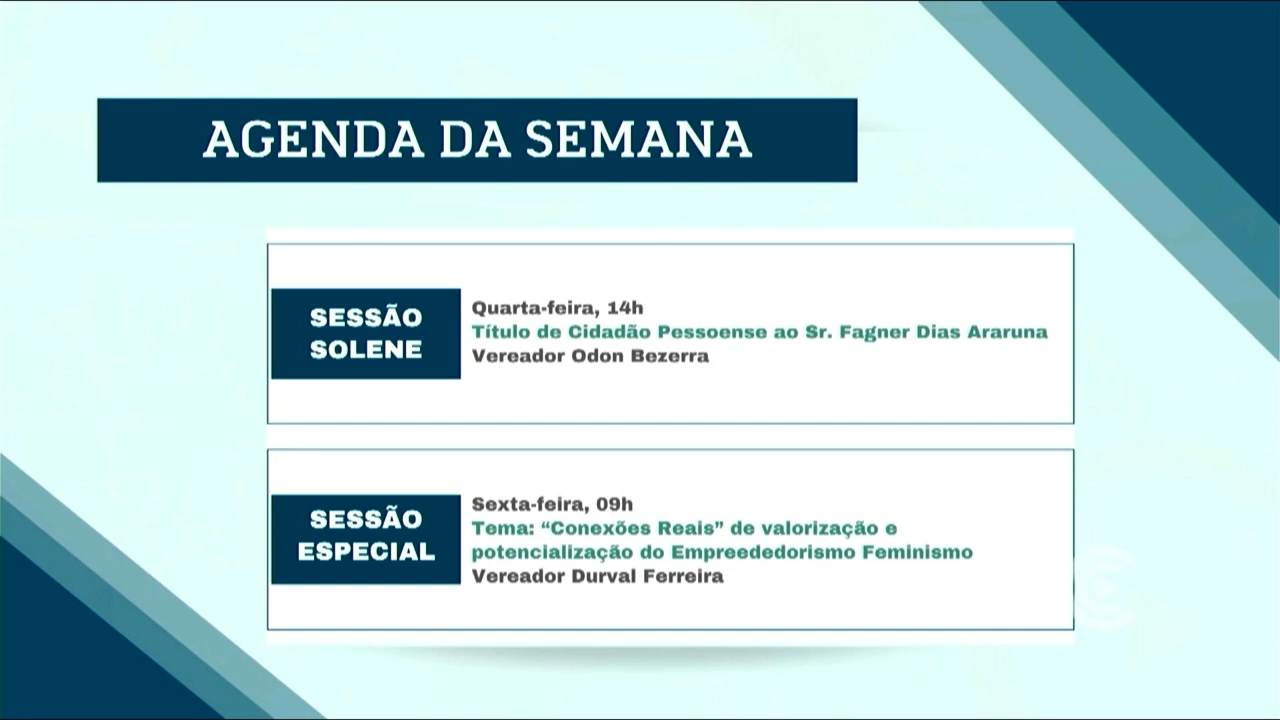 AGENDA DA SEMANA
SESSÃO
SOLENE
Quarta-feira, 14h
Título de Cidadão Pessoense ao Sr. Fagner Dias Araruna
Vereador Odon Bezerra
SESSÃO
ESPECIAL
Sexta-feira, 09h
Tema: “Conexões Reais” de valorização e
potencialização do Empreededorismo Feminismo
Vereador Durval Ferreira